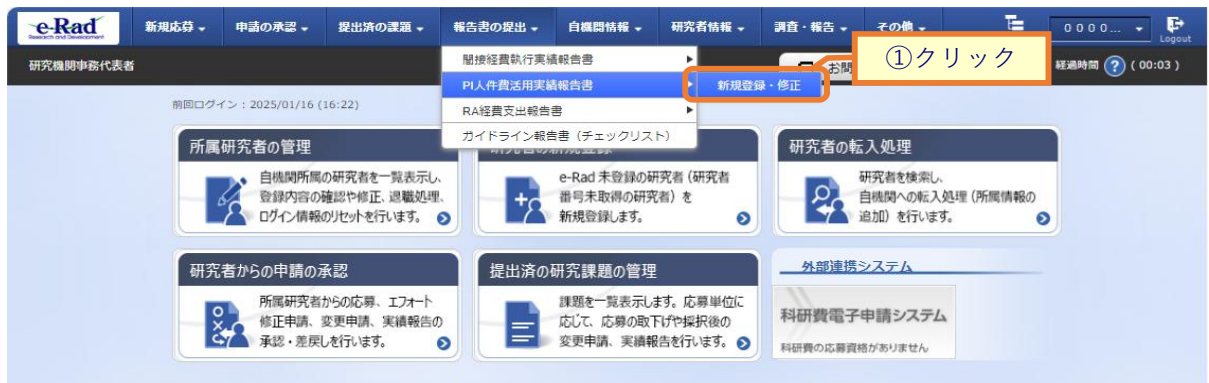 e-Rad
Research and Development
新規応募
申請の承認
提出済の課題
報告書の提出
自機関情報
研究者情報
調査・報告
その他
0000...
Logout
研究機関事務代表者
間接経費執行実績報告書
PI人件費活用実績報告書
RA経費支出報告書
ガイドライン報告書（チェックリスト）
新規登録・修正
①クリック
お問
経過時間 ? ( 00:03 )
前回ログイン : 2025/01/16 (16:22)
所属研究者の管理
自機関所属の研究者を一覧表示し、
登録内容の確認や修正、退職処理、
ログイン情報のリセットを行います。
e-Rad 未登録の研究者（研究者
番号未取得の研究者）を
新規登録します。
研究者の転入処理
研究者を検索し、
自機関への転入処理（所属情報の
追加）を行います。
研究者からの申請の承認
所属研究者からの応募、エフォート
修正申請、変更申請、実績報告の
承認・差戻しを行います。
提出済の研究課題の管理
課題を一覧表示します。応募単位に
応じて、応募の取下げや採択後の
変更申請、実績報告を行います。
外部連携システム
科研費電子申請システム
科研費の応募資格がありません